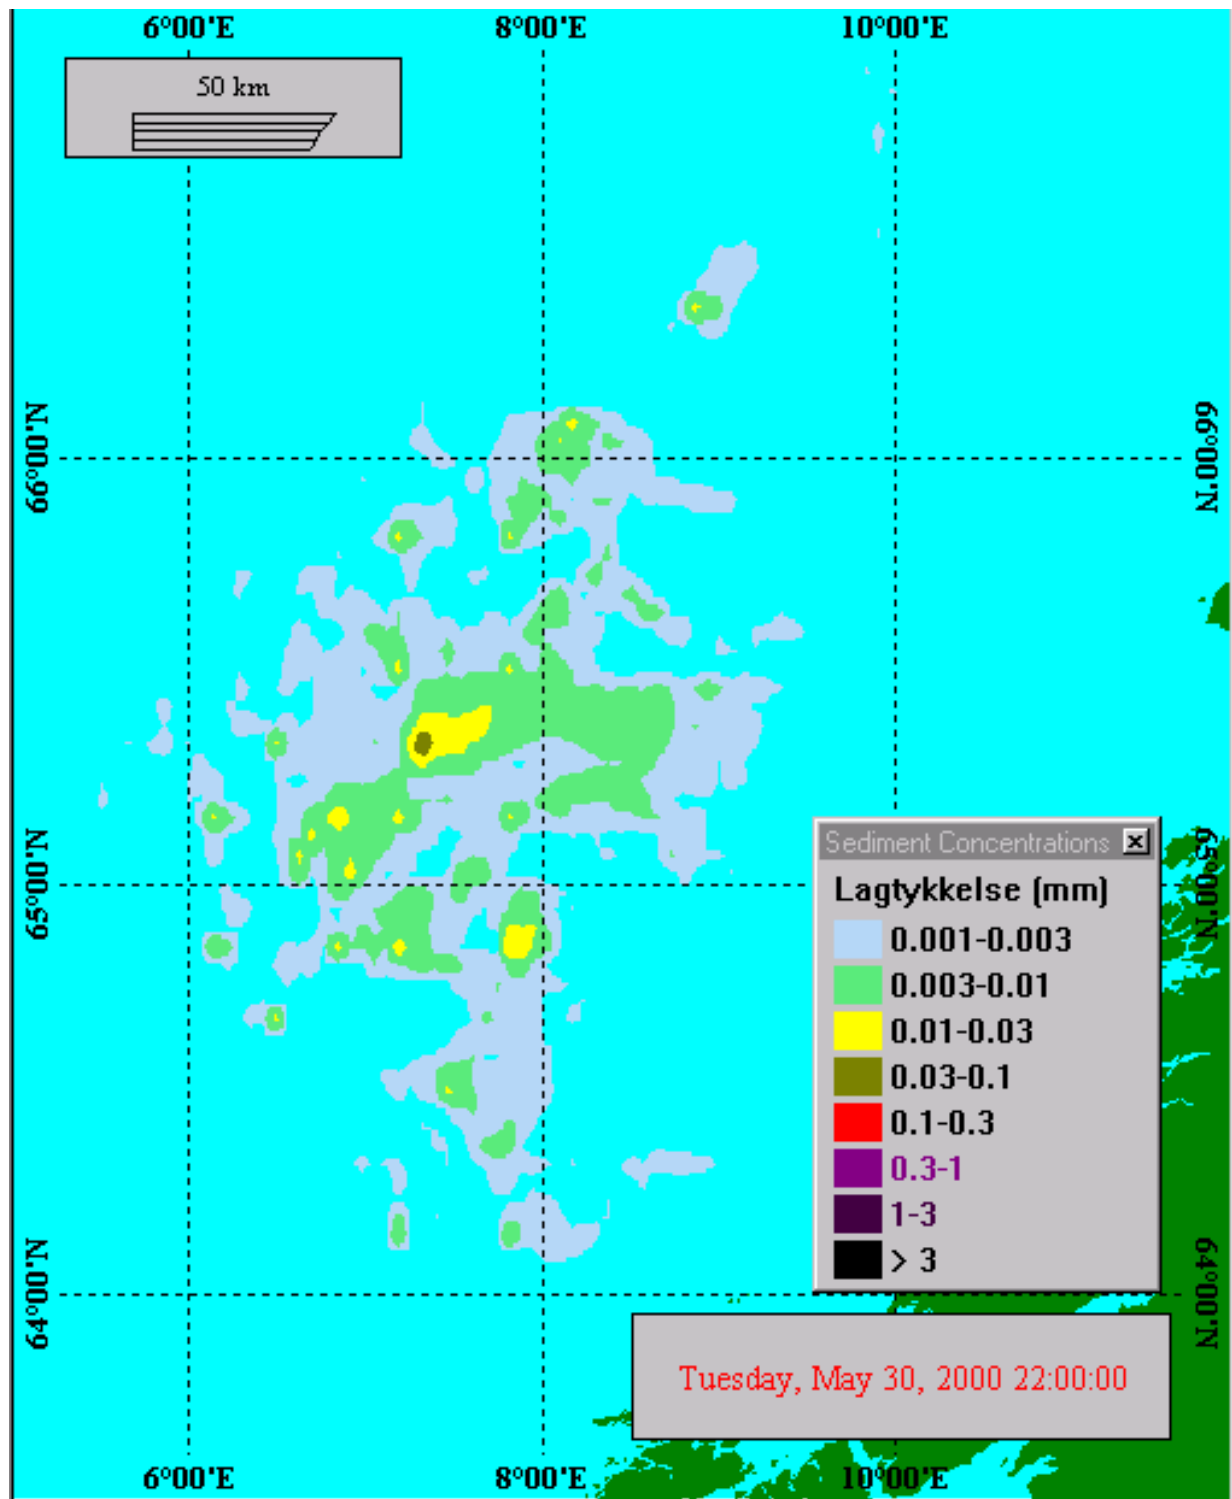 6°00'E 8°00'E 10°00'E
50 km
66°00'N 66°00'N
65°00'N 65°00'N
Sediment Concentrations
Lagtykkelse (mm)
0.001-0.003
0.003-0.01
0.01-0.03
0.03-0.1
0.1-0.3
0.3-1
1-3
> 3
64°00'N 64°00'N
Tuesday, May 30, 2000 22:00:00
6°00'E 8°00'E 10°00'E